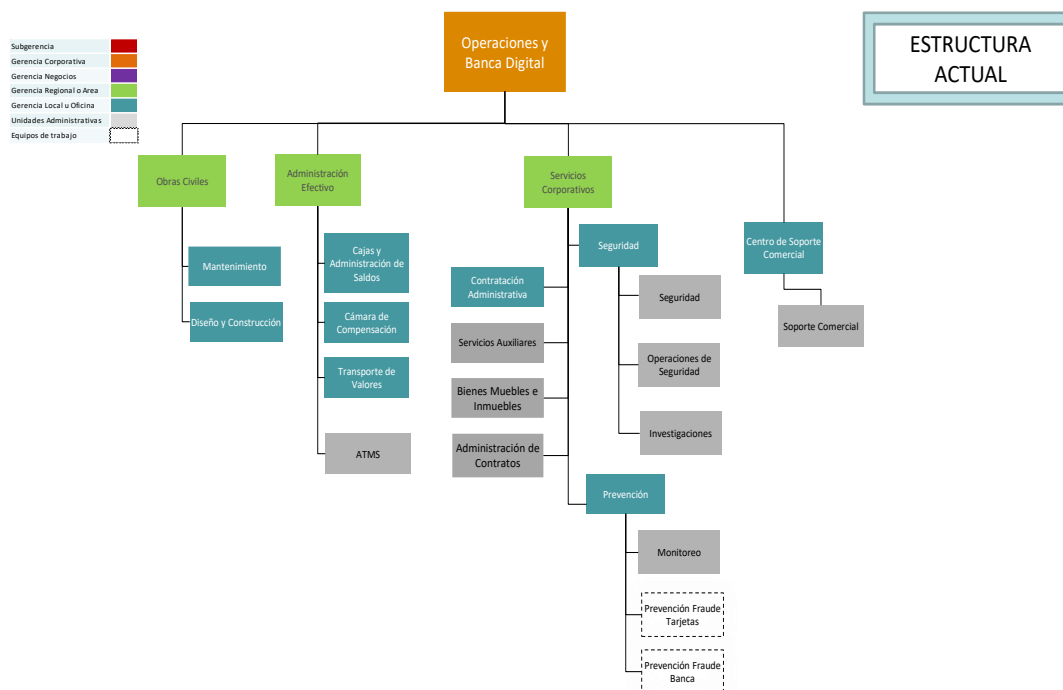 Operaciones y
Banca Digital
ESTRUCTURA
ACTUAL
Subgerencia
Gerencia Corporativa
Gerencia Negocios
Gerencia Regional o Area
Gerencia Local u Oficina
Unidades Administrativas
Equipos de trabajo
Obras Civiles
Mantenimiento
Diseño y Construcción
Administración
Efectivo
Cajas y
Administración de
Saldos
Cámara de
Compensación
Transporte de
Valores
ATMS
Servicios
Corporativos
Contratación
Administrativa
Servicios Auxiliares
Bienes Muebles e
Inmuebles
Administración de
Contratos
Seguridad
Seguridad
Operaciones de
Seguridad
Investigaciones
Prevención
Monitoreo
Prevención Fraude
Tarjetas
Prevención Fraude
Banca
Centro de Soporte
Comercial
Soporte Comercial